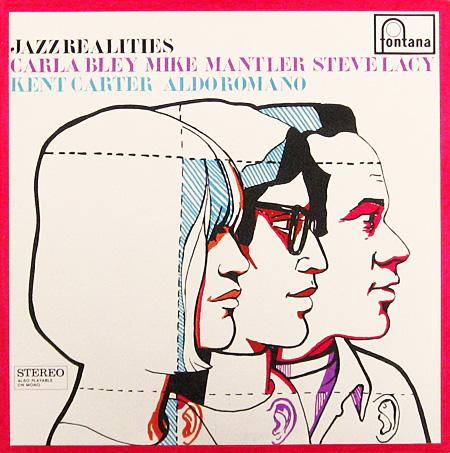 fontana
JAZZ REALITIES
CARLA BLEY MIKE MANTLER STEVE LACY
KENT CARTER ALDO ROMANO
STEREO
ALSO PLAYABLE
ON MONO